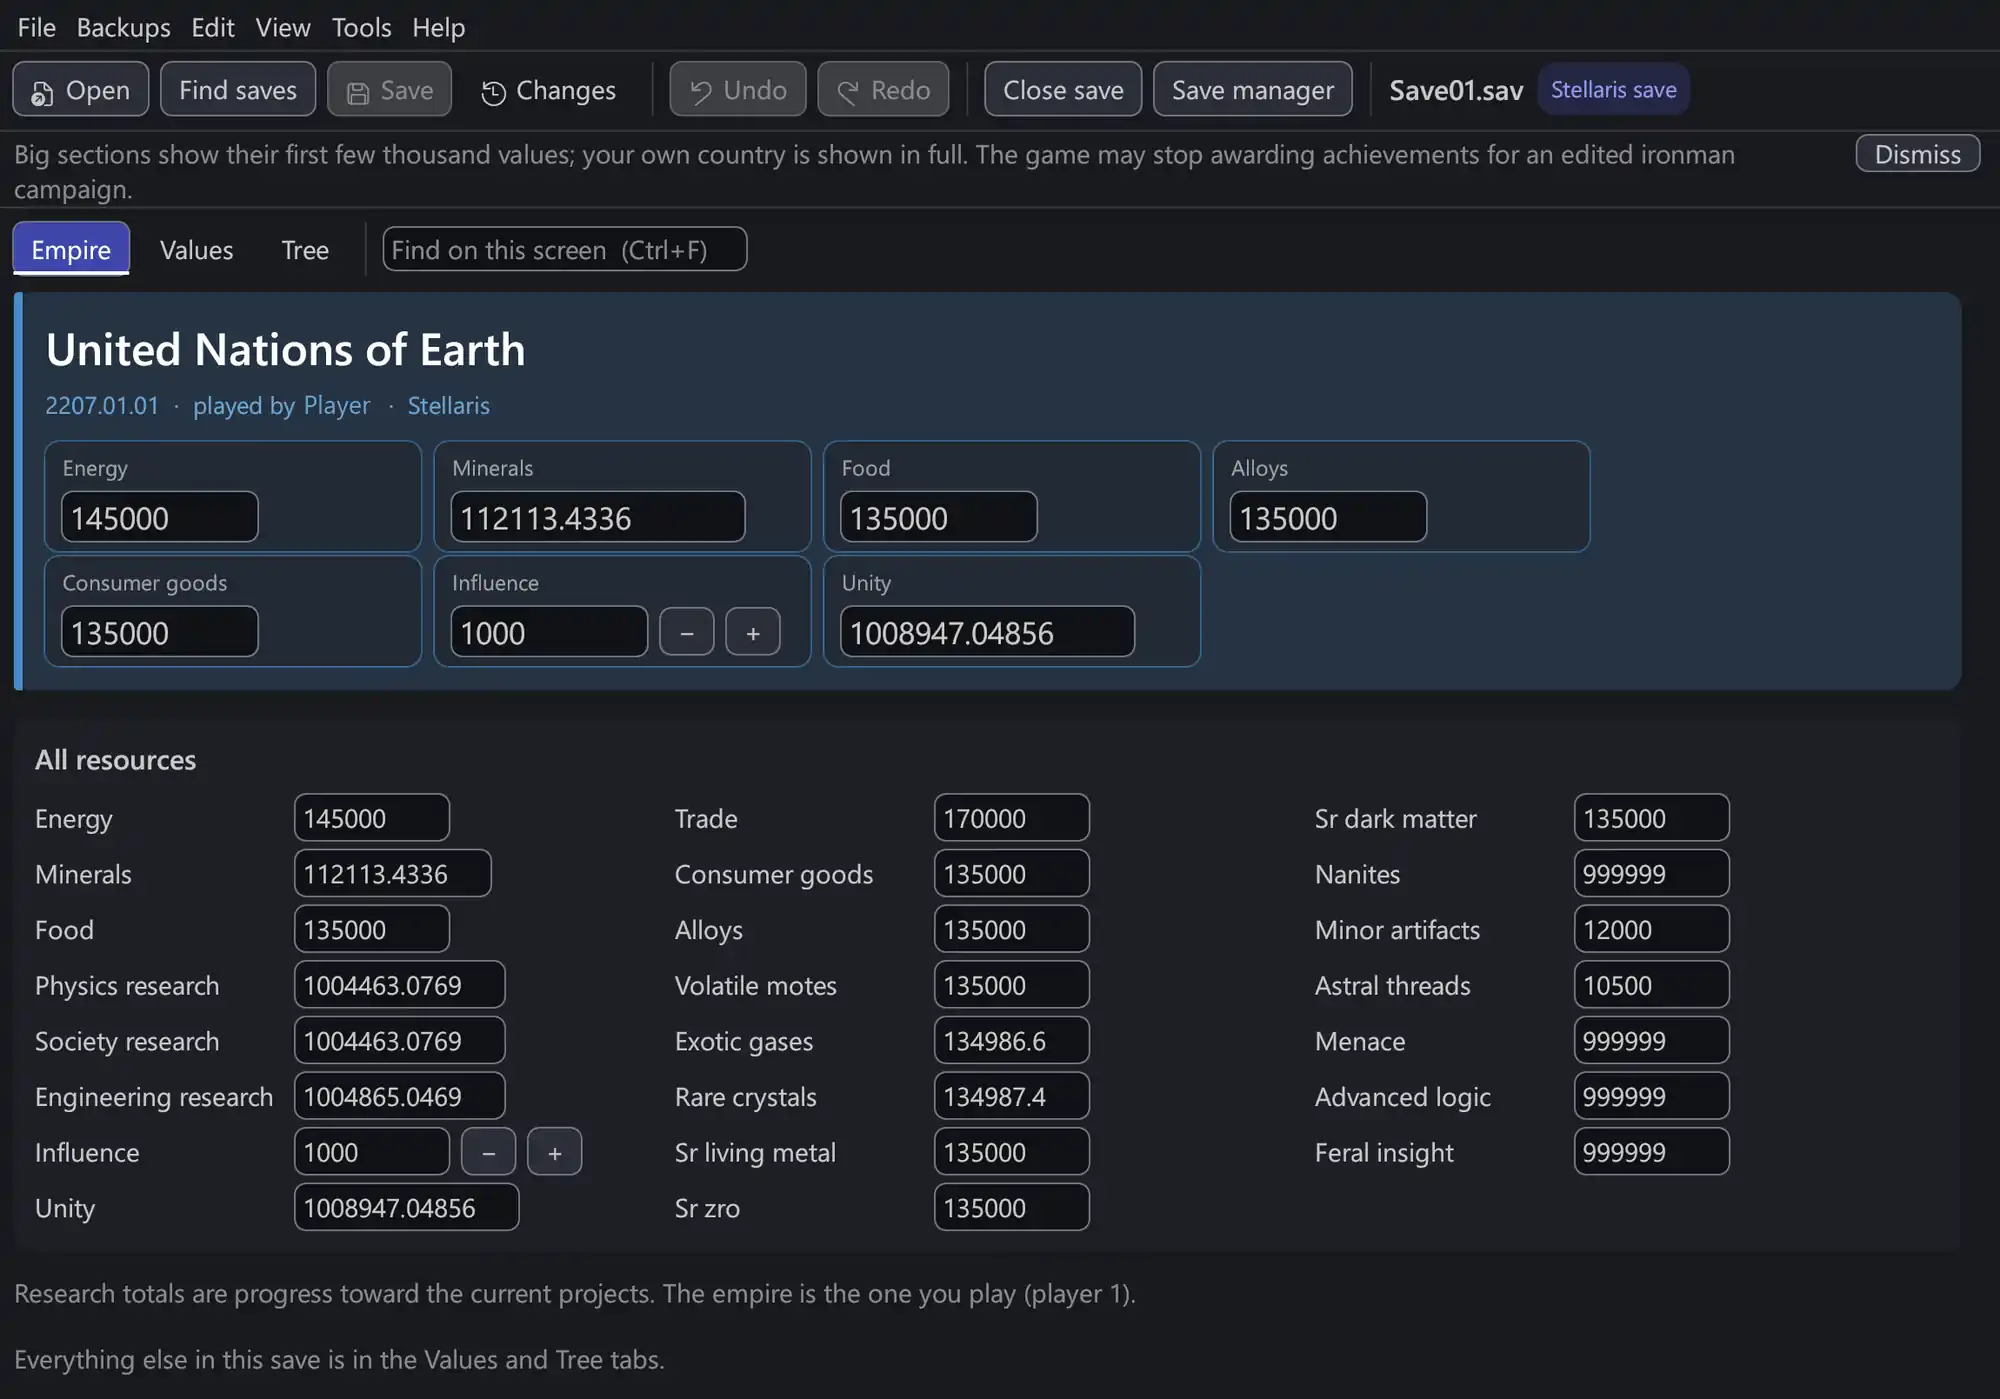 File Backups Edit View Tools Help
Open Find saves Save Changes Undo Redo Close save Save manager Save01.sav Stellaris save
Big sections show their first few thousand values; your own country is shown in full. The game may stop awarding achievements for an edited ironman
campaign.
Dismiss
Empire Values Tree Find on this screen (Ctrl+F)
United Nations of Earth
2207.01.01 · played by Player · Stellaris
Energy Minerals Food Alloys
145000 112113.4336 135000 135000
Consumer goods Influence Unity
135000 1000 − + 1008947.04856
All resources
Energy 145000 Trade 170000 Sr dark matter 135000
Minerals 112113.4336 Consumer goods 135000 Nanites 999999
Food 135000 Alloys 135000 Minor artifacts 12000
Physics research 1004463.0769 Volatile motes 135000 Astral threads 10500
Society research 1004463.0769 Exotic gases 134986.6 Menace 999999
Engineering research 1004865.0469 Rare crystals 134987.4 Advanced logic 999999
Influence 1000 − + Sr living metal 135000 Feral insight 999999
Unity 1008947.04856 Sr zro 135000
Research totals are progress toward the current projects. The empire is the one you play (player 1).
Everything else in this save is in the Values and Tree tabs.